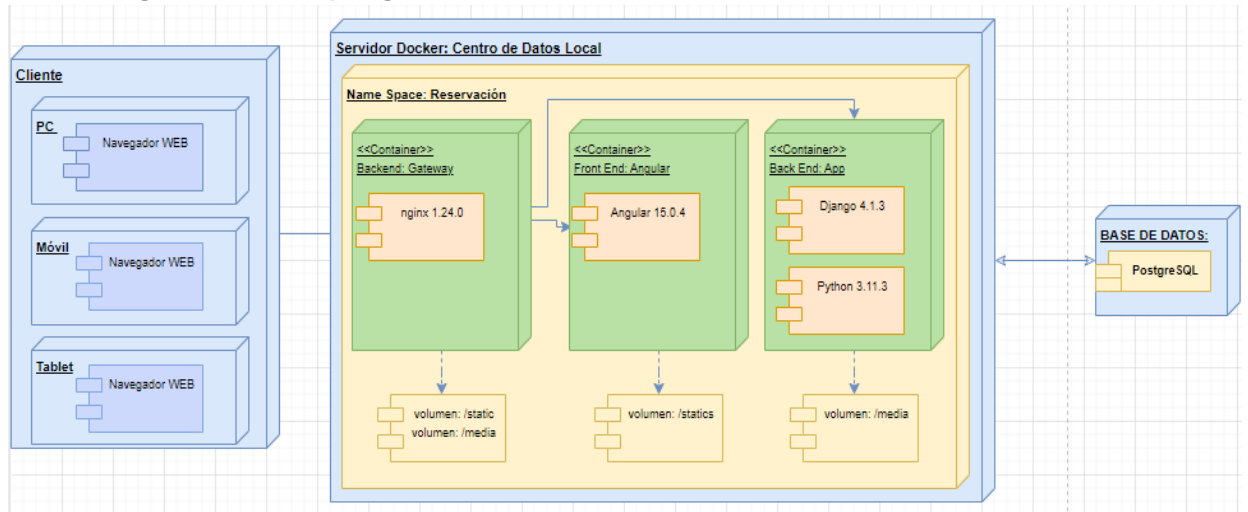 Cliente
PC
Navegador WEB
Móvil
Navegador WEB
Tablet
Navegador WEB
Servidor Docker: Centro de Datos Local
Name Space: Reservación
<<Container>>
Backend: Gateway
nginx 1.24.0
<<Container>>
Front End: Angular
Angular 15.0.4
<<Container>>
Back End: App
Django 4.1.3
Python 3.11.3
volumen: /static
volumen: /media
volumen: /statics
volumen: /media
BASE DE DATOS:
PostgreSQL